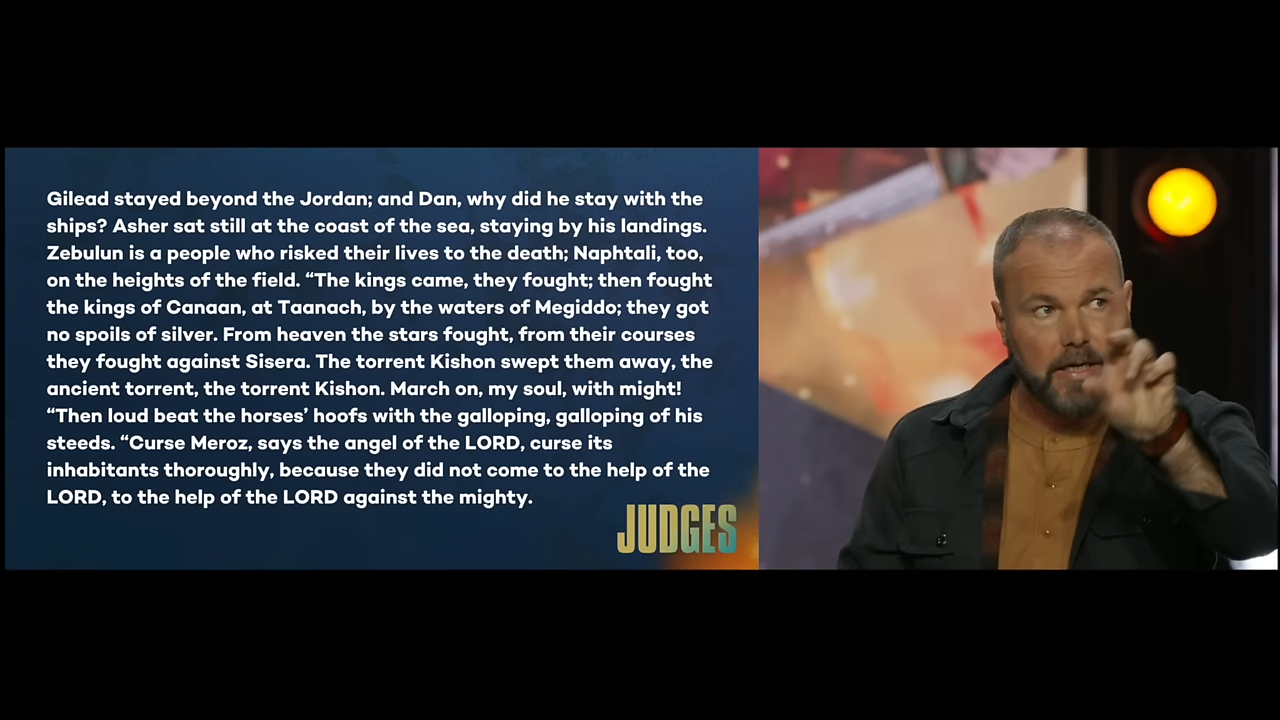 Gilead stayed beyond the Jordan; and Dan, why did he stay with the
ships? Asher sat still at the coast of the sea, staying by his landings.
Zebulun is a people who risked their lives to the death; Naphtali, too,
on the heights of the field. “The kings came, they fought; then fought
the kings of Canaan, at Taanach, by the waters of Megiddo; they got
no spoils of silver. From heaven the stars fought, from their courses
they fought against Sisera. The torrent Kishon swept them away, the
ancient torrent, the torrent Kishon. March on, my soul, with might!
“Then loud beat the horses’ hoofs with the galloping, galloping of his
steeds. “Curse Meroz, says the angel of the LORD, curse its
inhabitants thoroughly, because they did not come to the help of the
LORD, to the help of the LORD against the mighty.
JUDGES